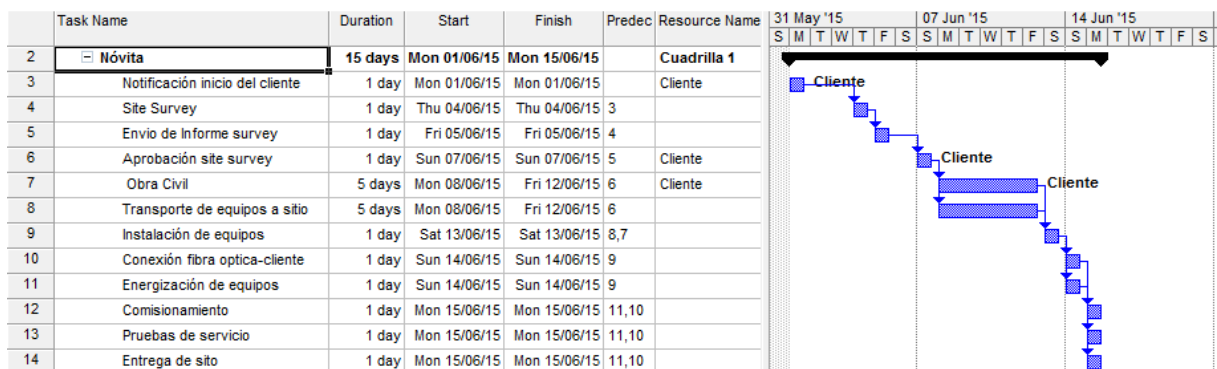 Task Name Duration Start Finish Predec Resource Name 31 May '15 07 Jun '15 14 Jun '15
S M T W T F S S M T W T F S S M T W T F S
2 Nóvita 15 days Mon 01/06/15 Mon 15/06/15 Cuadrilla 1
3 Notificación inicio del cliente 1 day Mon 01/06/15 Mon 01/06/15 Cliente Cliente
4 Site Survey 1 day Thu 04/06/15 Thu 04/06/15 3
5 Envio de Informe survey 1 day Fri 05/06/15 Fri 05/06/15 4
6 Aprobación site survey 1 day Sun 07/06/15 Sun 07/06/15 5 Cliente Cliente
7 Obra Civil 5 days Mon 08/06/15 Fri 12/06/15 6 Cliente Cliente
8 Transporte de equipos a sitio 5 days Mon 08/06/15 Fri 12/06/15 6
9 Instalación de equipos 1 day Sat 13/06/15 Sat 13/06/15 8,7
10 Conexión fibra optica-cliente 1 day Sun 14/06/15 Sun 14/06/15 9
11 Energización de equipos 1 day Sun 14/06/15 Sun 14/06/15 9
12 Comisionamiento 1 day Mon 15/06/15 Mon 15/06/15 11,10
13 Pruebas de servicio 1 day Mon 15/06/15 Mon 15/06/15 11,10
14 Entrega de sito 1 day Mon 15/06/15 Mon 15/06/15 11,10